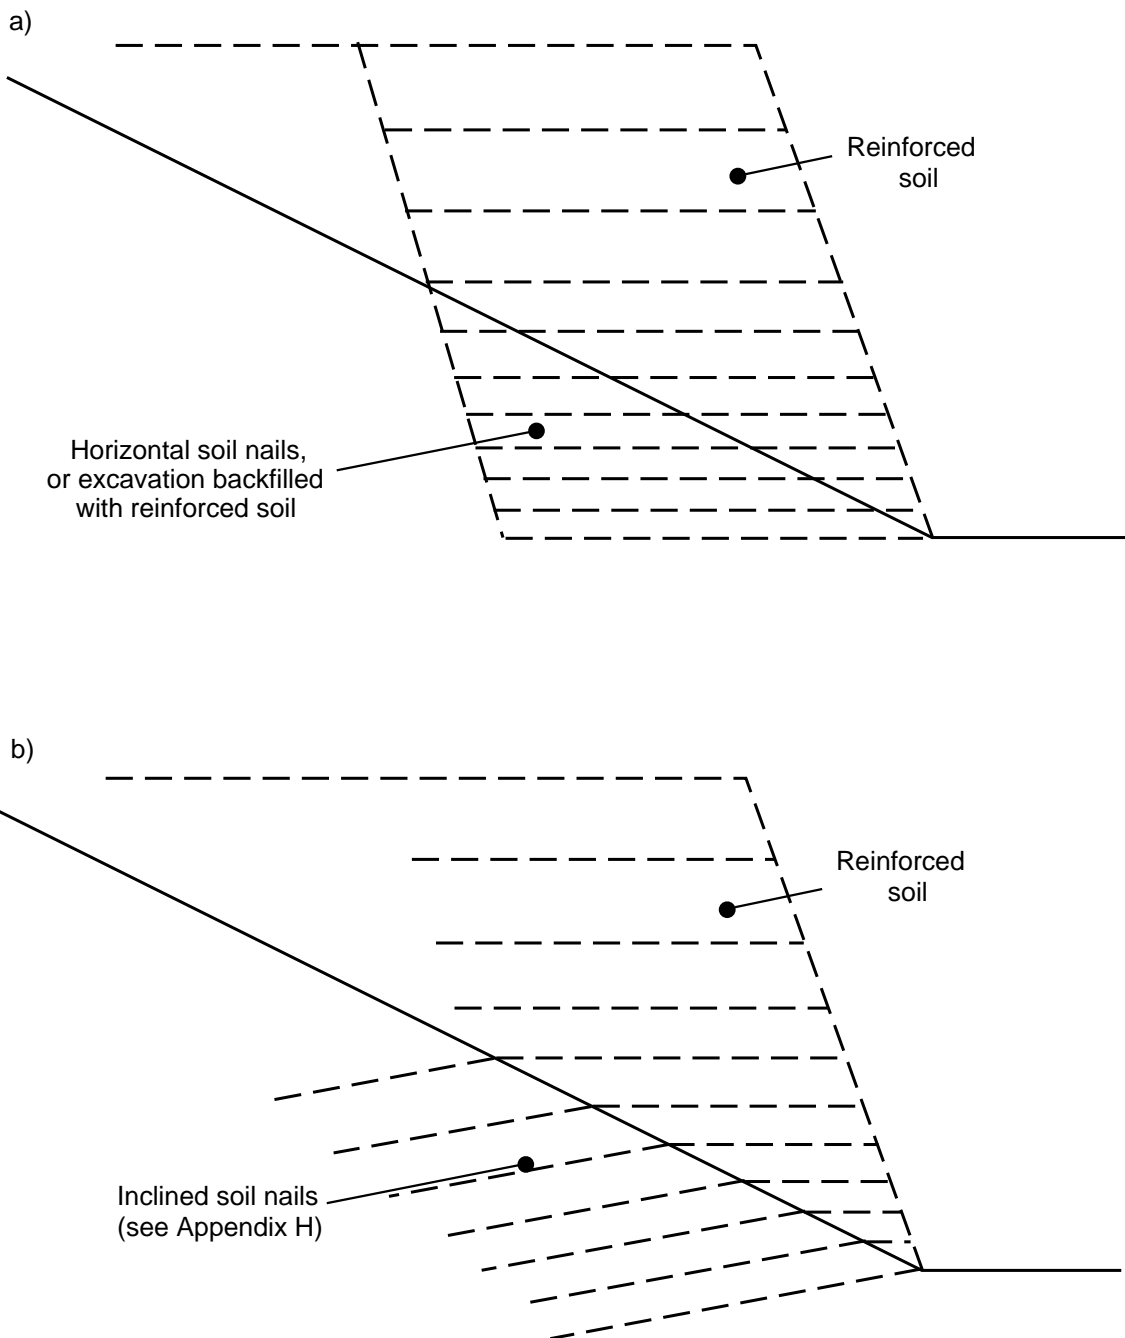 a)
Reinforced
soil
Horizontal soil nails,
or excavation backfilled
with reinforced soil
b)
Reinforced
soil
Inclined soil nails
(see Appendix H)